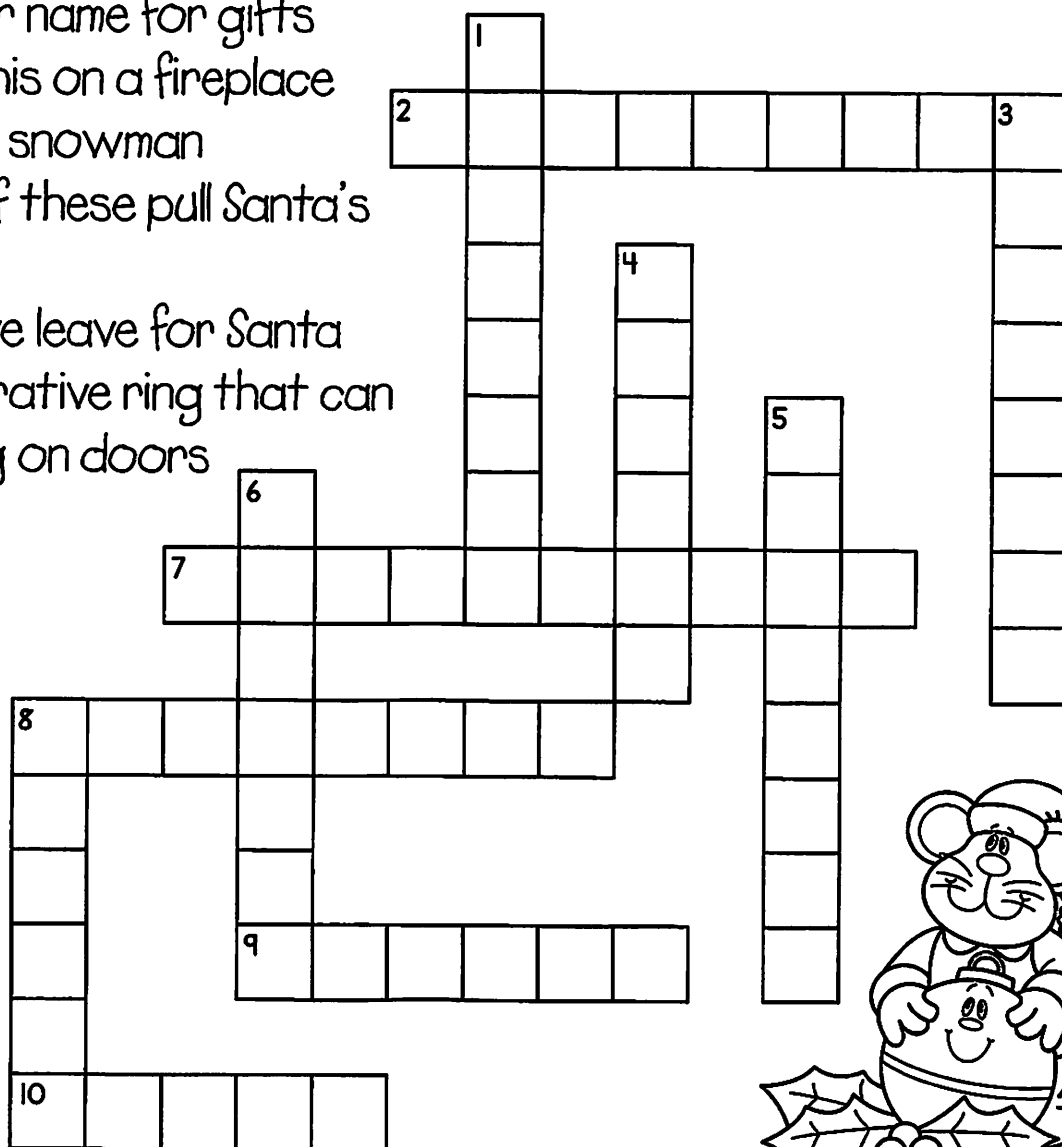 r name for gifts
his on a fireplace
snowman
f these pull Santa's
e leave for Santa
rative ring that can
g on doors
1
2
3
4
5
6
7
8
9
10